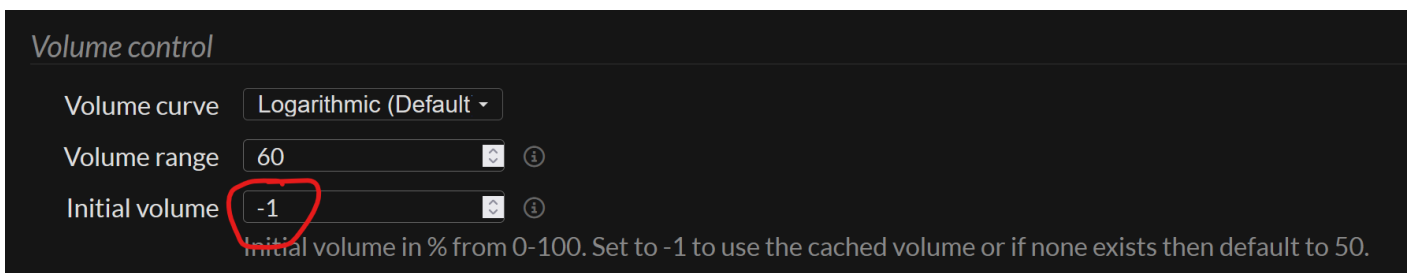 Volume control
Volume curve Logarithmic (Default
Volume range 60
Initial volume -1
Initial volume in % from 0-100. Set to -1 to use the cached volume or if none exists then default to 50.